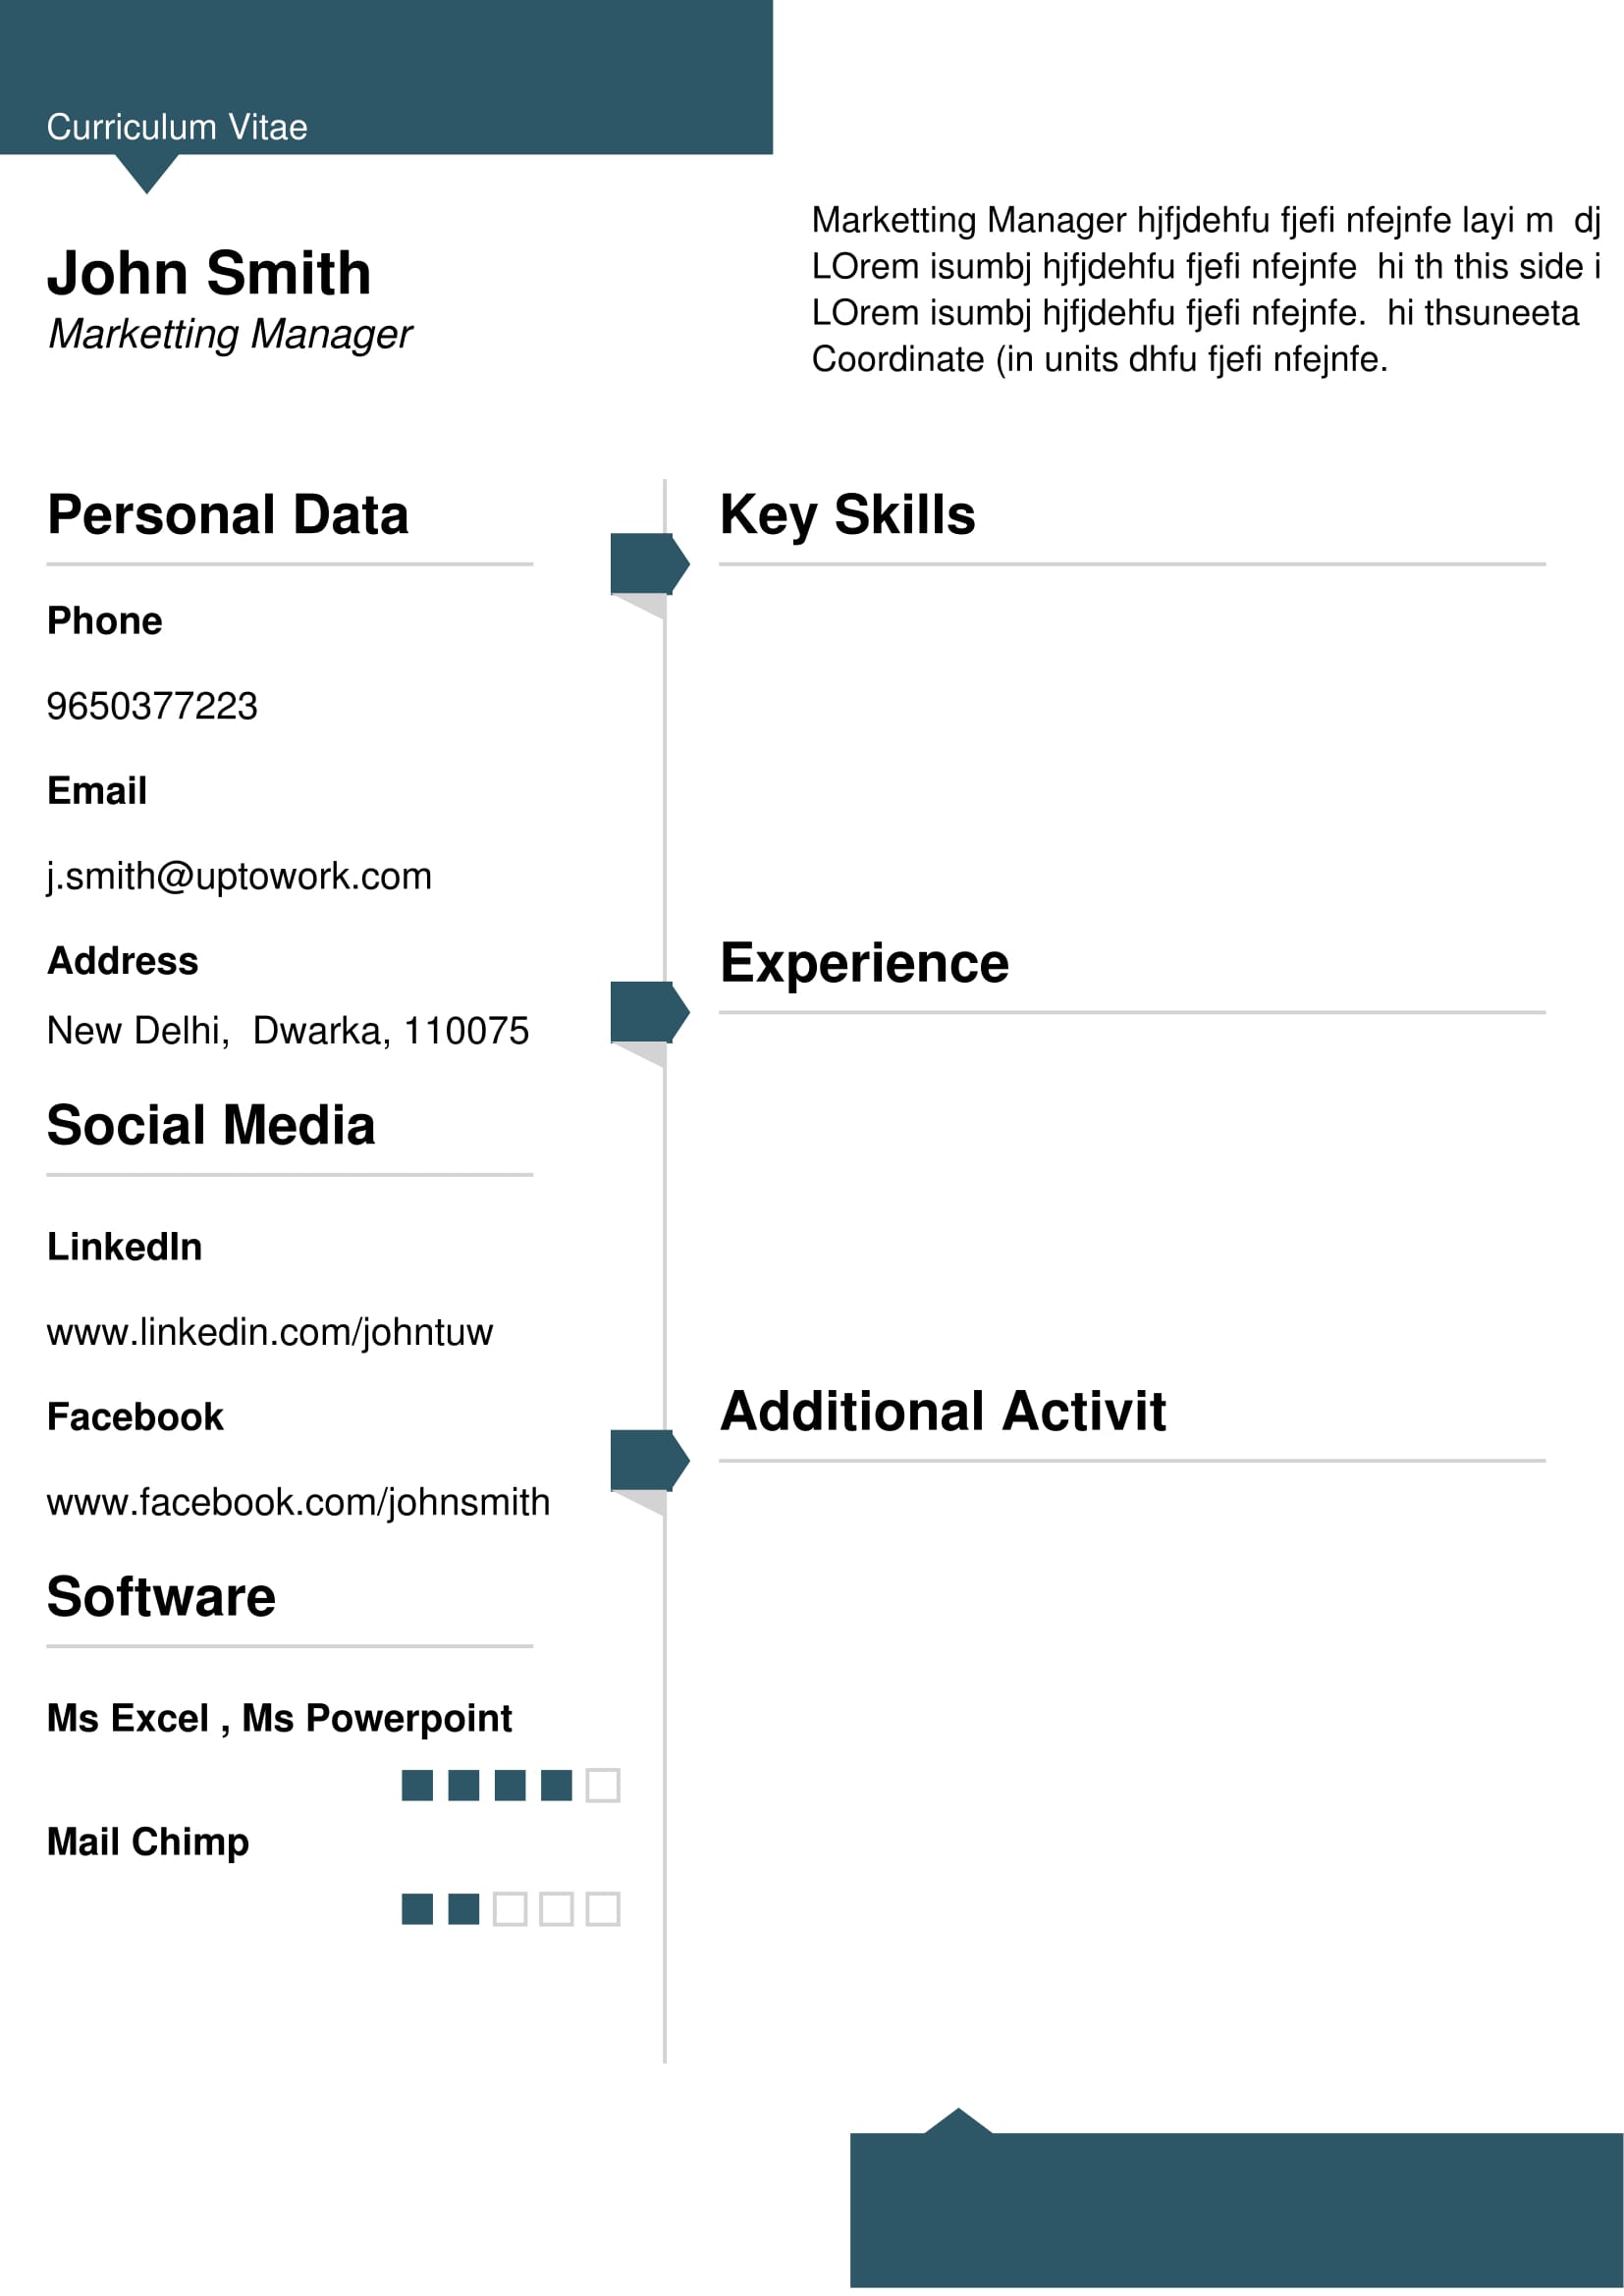 Curriculum Vitae
John Smith
Marketting Manager
Marketting Manager hjfjdehfu fjefi nfejnfe layi m  dj
LOrem isumbj hjfjdehfu fjefi nfejnfe  hi th this side i
LOrem isumbj hjfjdehfu fjefi nfejnfe.  hi thsuneeta
Coordinate (in units dhfu fjefi nfejnfe.
Personal Data
Phone
9650377223
Email
j.smith@uptowork.com
Address
New Delhi,  Dwarka, 110075
Social Media
LinkedIn
www.linkedin.com/johntuw
Facebook
www.facebook.com/johnsmith
Software
Ms Excel , Ms Powerpoint
Mail Chimp
Key Skills
Experience
Additional Activit